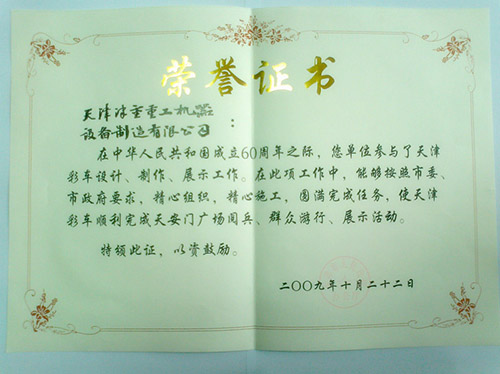 荣誉证书
天津洋圣重工机器
设备制造有限公司：
在中华人民共和国成立60周年之际，您单位参与了天津
彩车设计、制作、展示工作。在此项工作中，能够按照市委、
市政府要求，精心组织，精心施工，圆满完成任务，使天津
彩车顺利完成天安门广场阅兵、群众游行、展示活动。
特颁此证，以资鼓励。
二〇〇九年十月二十二日